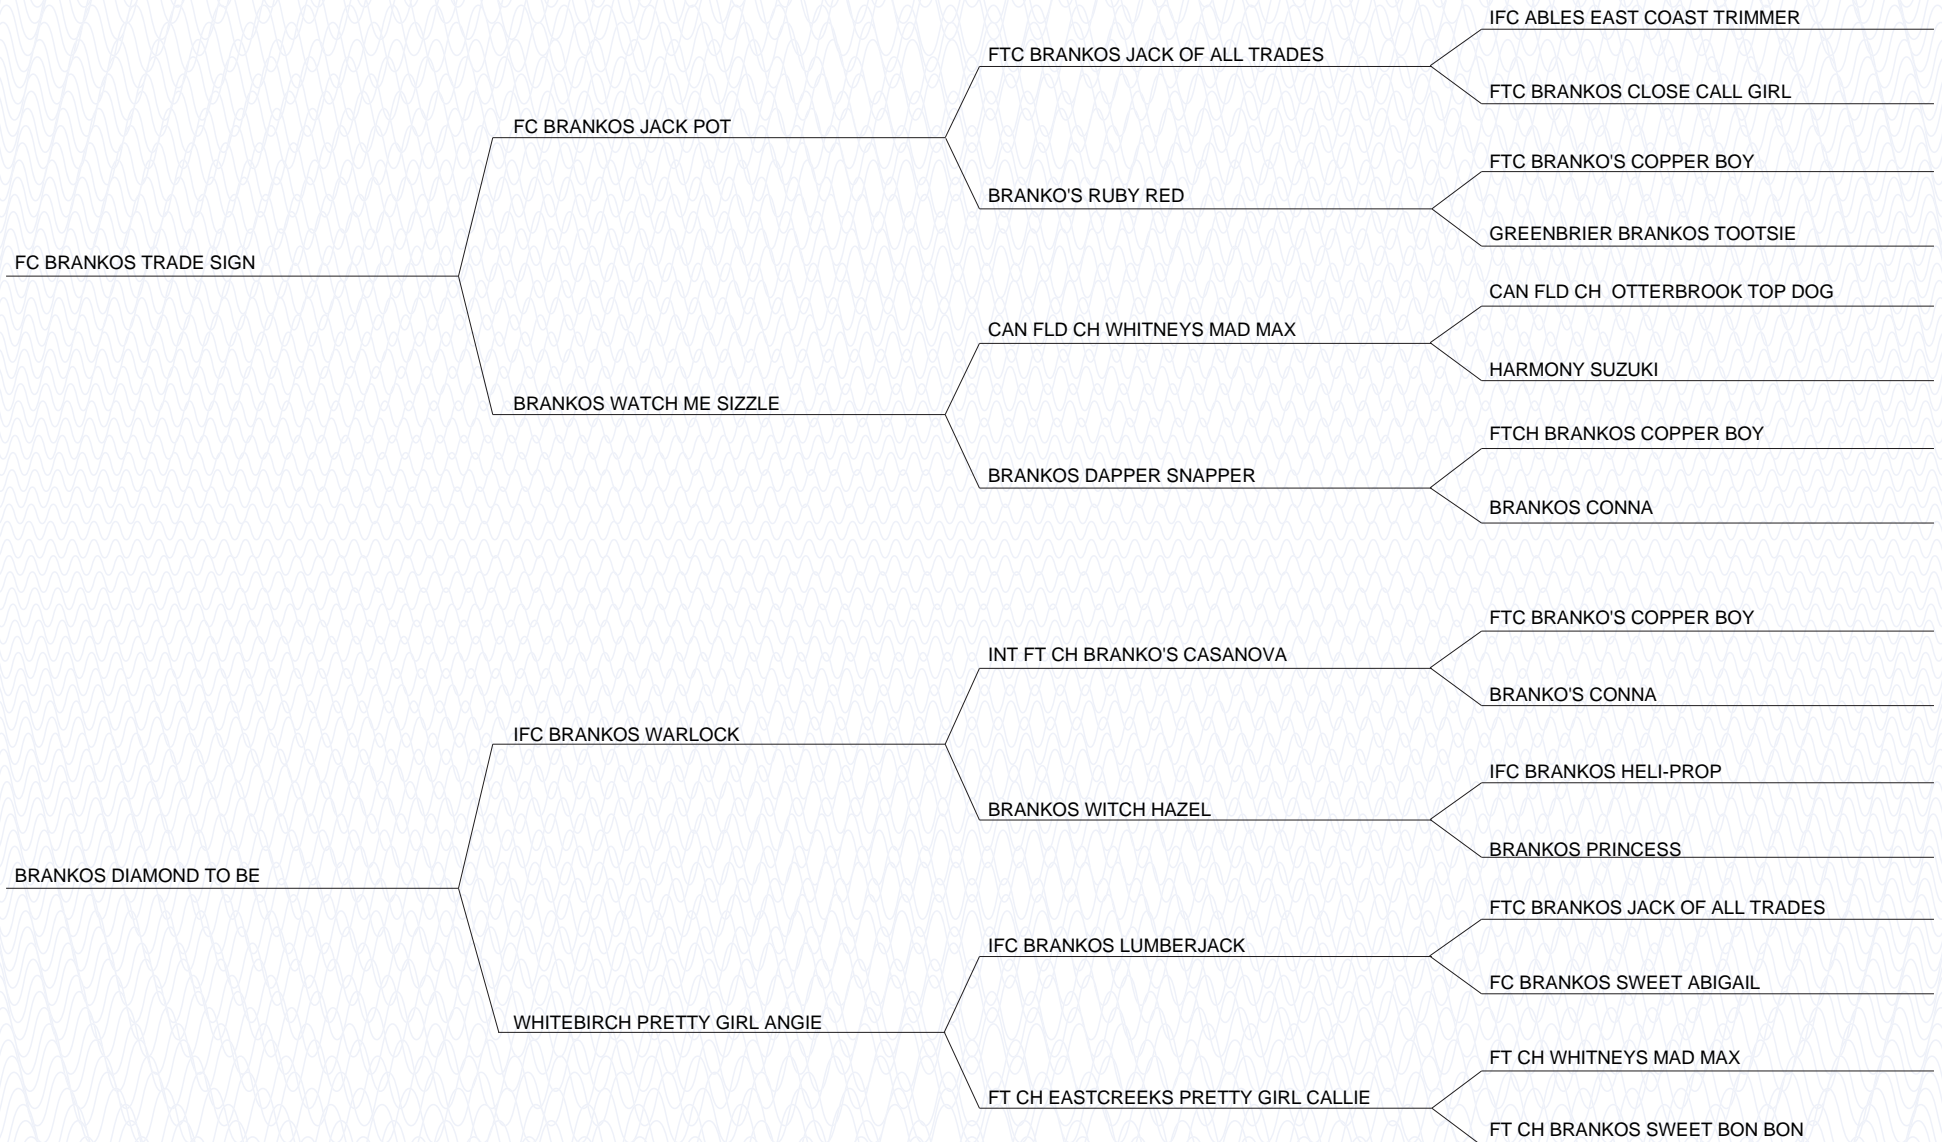 IFC ABLES EAST COAST TRIMMER
FTC BRANKOS JACK OF ALL TRADES
FTC BRANKOS CLOSE CALL GIRL
FC BRANKOS JACK POT
FTC BRANKO'S COPPER BOY
BRANKO'S RUBY RED
GREENBRIER BRANKOS TOOTSIE
FC BRANKOS TRADE SIGN
CAN FLD CH  OTTERBROOK TOP DOG
CAN FLD CH WHITNEYS MAD MAX
HARMONY SUZUKI
BRANKOS WATCH ME SIZZLE
FTCH BRANKOS COPPER BOY
BRANKOS DAPPER SNAPPER
BRANKOS CONNA
FTC BRANKO'S COPPER BOY
INT FT CH BRANKO'S CASANOVA
BRANKO'S CONNA
IFC BRANKOS WARLOCK
IFC BRANKOS HELI-PROP
BRANKOS WITCH HAZEL
BRANKOS PRINCESS
BRANKOS DIAMOND TO BE
FTC BRANKOS JACK OF ALL TRADES
IFC BRANKOS LUMBERJACK
FC BRANKOS SWEET ABIGAIL
WHITEBIRCH PRETTY GIRL ANGIE
FT CH WHITNEYS MAD MAX
FT CH EASTCREEKS PRETTY GIRL CALLIE
FT CH BRANKOS SWEET BON BON